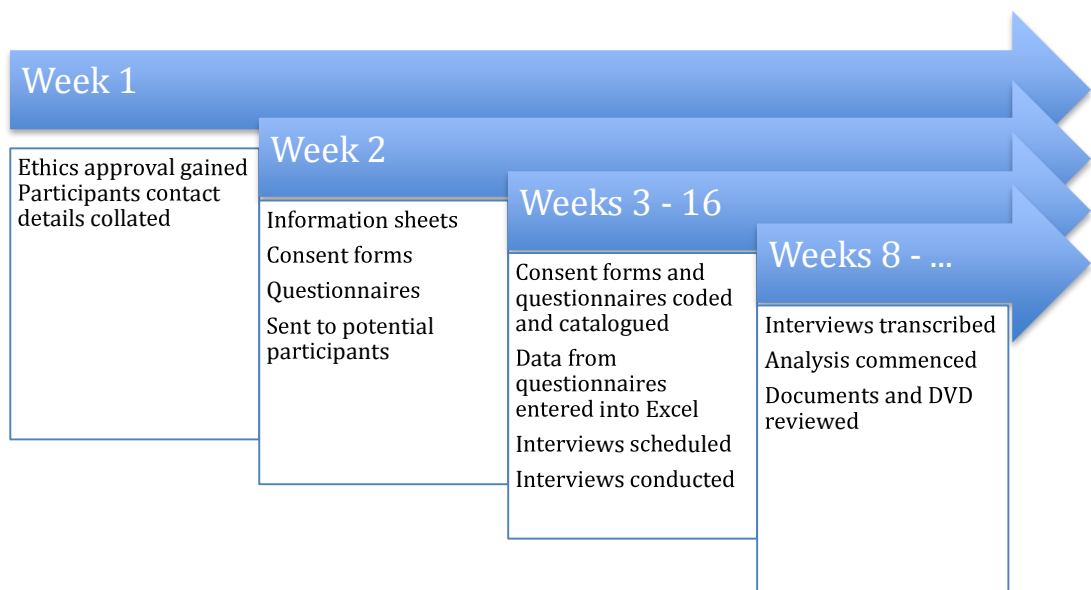 Week 1
Ethics approval gained
Participants contact
details collated
Week 2
Information sheets
Consent forms
Questionnaires
Sent to potential
participants
Weeks 3 - 16
Consent forms and
questionnaires coded
and catalogued
Data from
questionnaires
entered into Excel
Interviews scheduled
Interviews conducted
Weeks 8 - ...
Interviews transcribed
Analysis commenced
Documents and DVD
reviewed